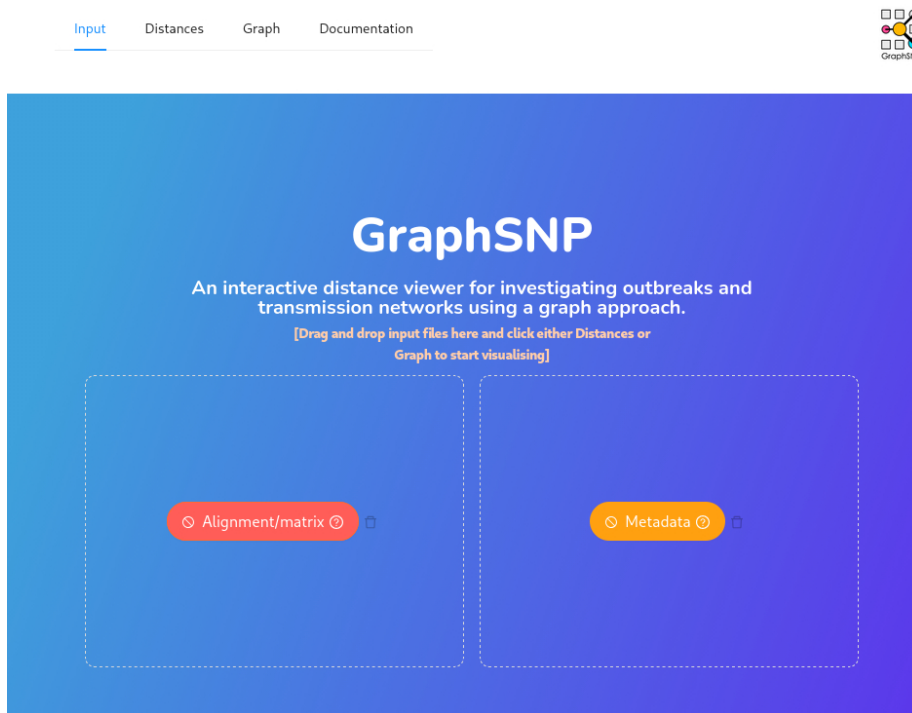 Input Distances Graph Documentation
GraphSNP
An interactive distance viewer for investigating outbreaks and
transmission networks using a graph approach.
[Drag and drop input files here and click either Distances or
Graph to start visualising]
Alignment/matrix
Metadata